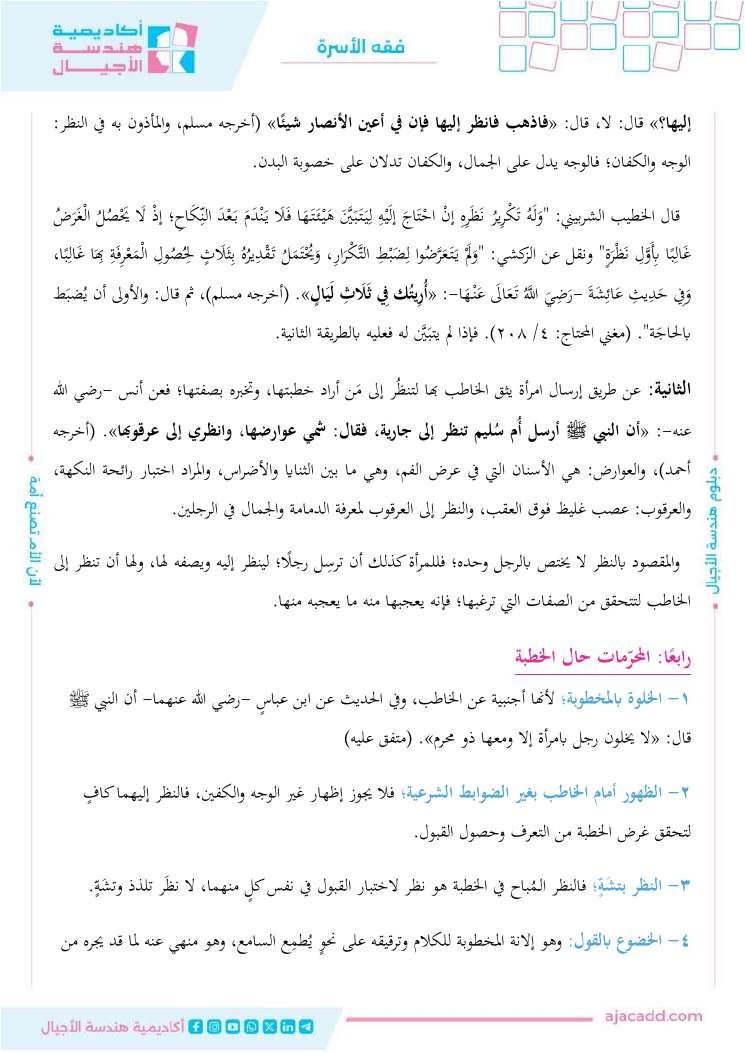 أكاديمية
هندسة
الأجيال
فقه الأسرة
إليها؟» قال: لا، قال: «فاذهب فانظر إليها فإن في أعين الأنصار شيئًا» (أخرجه مسلم، والمأذون به في النظر:
الوجه والكفان؛ فالوجه يدل على الجمال، والكفان تدلان على خصوبة البدن.
قال الخطيب الشربيني: "وَلَهُ تَكْرِيرُ نَظَرِهِ إنْ احْتَاجَ إلَيْهِ لِيَتَبَيَّنَ هَيْئَتَهَا فَلَا يَنْدَمَ بَعْدَ النِّكَاحِ؛ إذْ لَا يَحْصُلُ الْغَرَضُ
غَالِبًا بِأَوَّلِ نَظْرَةٍ" ونقل عن الزركشي: "وَلَمْ يَتَعَرَّضُوا لِضَبْطِ التَّكْرَارِ، وَيُحْتَمَلُ تَقْدِيرُهُ بِثَلَاثٍ لِحُصُولِ الْمَعْرِفَةِ بِهَا غَالِبًا،
وَفِي حَدِيثِ عَائِشَةَ -رَضِيَ اللَّهُ تَعَالَى عَنْهَا-: «أُرِيتُك فِي ثَلَاثِ لَيَالٍ». (أخرجه مسلم)، ثم قال: والأولى أن يُضبَط
بالحاجَة". (مغني المحتاج: ٤/ ٢٠٨). فإذا لم يتبَيَّن له فعليه بالطريقة الثانية.
الثانية: عن طريق إرسال امرأة يثق الخاطب بها لتنظُر إلى مَن أراد خطبتها، وتخبره بصفتها؛ فعن أنس -رضي الله
عنه-: «أن النبي ﷺ أرسل أُم سُليم تنظر إلى جارية، فقال: شمي عوارضها، وانظري إلى عرقوبها». (أخرجه
أحمد)، والعوارض: هي الأسنان التي في عرض الفم، وهي ما بين الثنايا والأضراس، والمراد اختبار رائحة النكهة،
والعرقوب: عصب غليظ فوق العقب، والنظر إلى العرقوب لمعرفة الدمامة والجمال في الرجلين.
والمقصود بالنظر لا يختص بالرجل وحده؛ فللمرأة كذلك أن ترسِل رجلًا؛ لينظر إليه ويصفه لها، ولها أن تنظر إلى
الخاطب لتتحقق من الصفات التي ترغبها؛ فإنه يعجبها منه ما يعجبه منها.
رابعًا: المحرّمات حال الخطبة
١- الخلوة بالمخطوبة؛ لأنها أجنبية عن الخاطب، وفي الحديث عن ابن عباسٍ -رضي الله عنهما- أن النبي ﷺ
قال: «لا يخلون رجل بامرأة إلا ومعها ذو محرم». (متفق عليه)
٢- الظهور أمام الخاطب بغير الضوابط الشرعية؛ فلا يجوز إظهار غير الوجه والكفين، فالنظر إليهما كافٍ
لتحقق غرض الخطبة من التعرف وحصول القبول.
٣- النظر بتشَهٍّ؛ فالنظر المُباح في الخطبة هو نظر لاختبار القبول في نفس كلٍ منهما، لا نظَر تلذذ وتشَهٍّ.
٤- الخضوع بالقول: وهو إلانة المخطوبة للكلام وترقيقه على نحوٍ يُطمِع السامع، وهو منهي عنه لما قد يجره من
دبلوم هندسة الأجيال
لأن الأم تصنع أمة
أكاديمية هندسة الأجيال
ajacadd.com